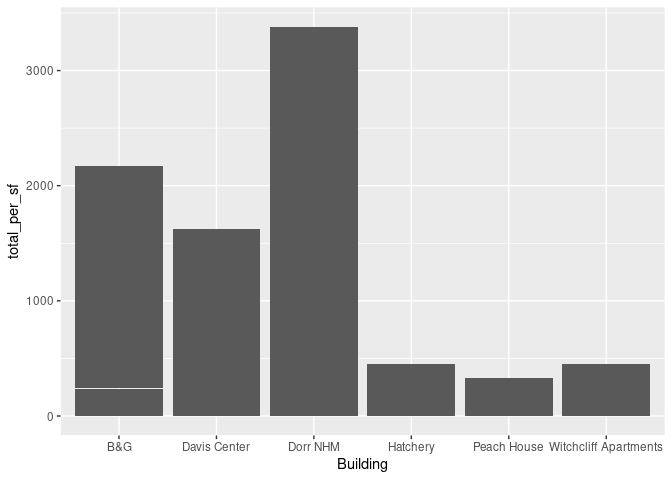 total_per_sf
3000
2000
1000
0
B&G
Davis Center
Dorr NHM
Hatchery
Peach House
Witchcliff Apartments
Building